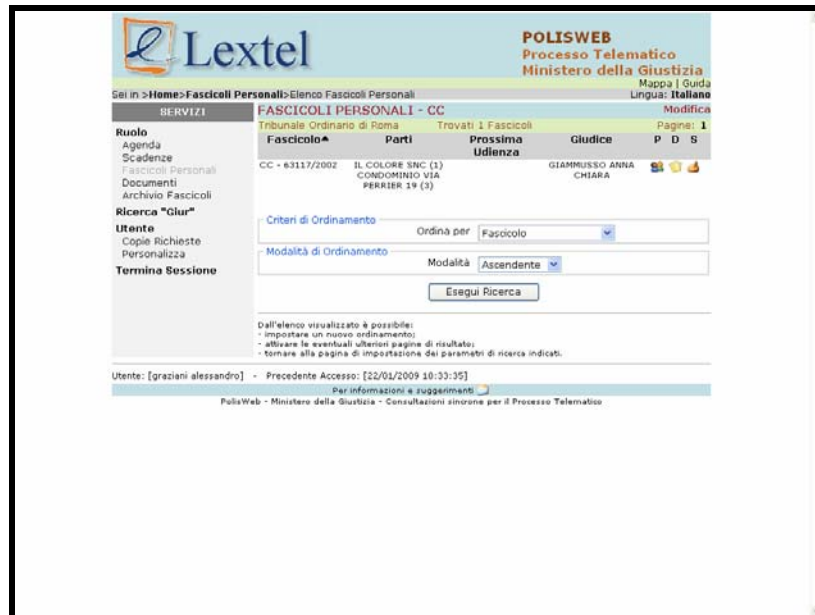 Lextel
POLISWEB
Processo Telematico
Ministero della Giustizia
Mappa | Guida
Sei in >Home>Fascicoli Personali>Elenco Fascicoli Personali
Lingua: Italiano
SERVIZI
Ruolo
Agenda
Scadenze
Fascicoli Personali
Documenti
Archivio Fascicoli
Ricerca "Giur"
Utente
Copie Richieste
Personalizza
Termina Sessione
FASCICOLI PERSONALI - CC
Modifica
Tribunale Ordinario di Roma Trovati 1 Fascicoli Pagine: 1
Fascicolo Parti Prossima Udienza Giudice P D S
CC - 63117/2002 IL COLORE SNC (1) GIAMMUSSO ANNA
CONDOMINIO VIA CHIARA
PERRIER 19 (3)
Criteri di Ordinamento
Ordina per Fascicolo
Modalità di Ordinamento
Modalità Ascendente
Esegui Ricerca
Dall'elenco visualizzato è possibile:
- impostare un nuovo ordinamento;
- attivare le eventuali ulteriori pagine di risultato;
- tornare alla pagina di impostazione dei parametri di ricerca indicati.
Utente: [graziani alessandro] - Precedente Accesso: [22/01/2009 10:33:35]
Per informazioni e suggerimenti
PolisWeb - Ministero della Giustizia - Consultazioni sincrone per il Processo Telematico